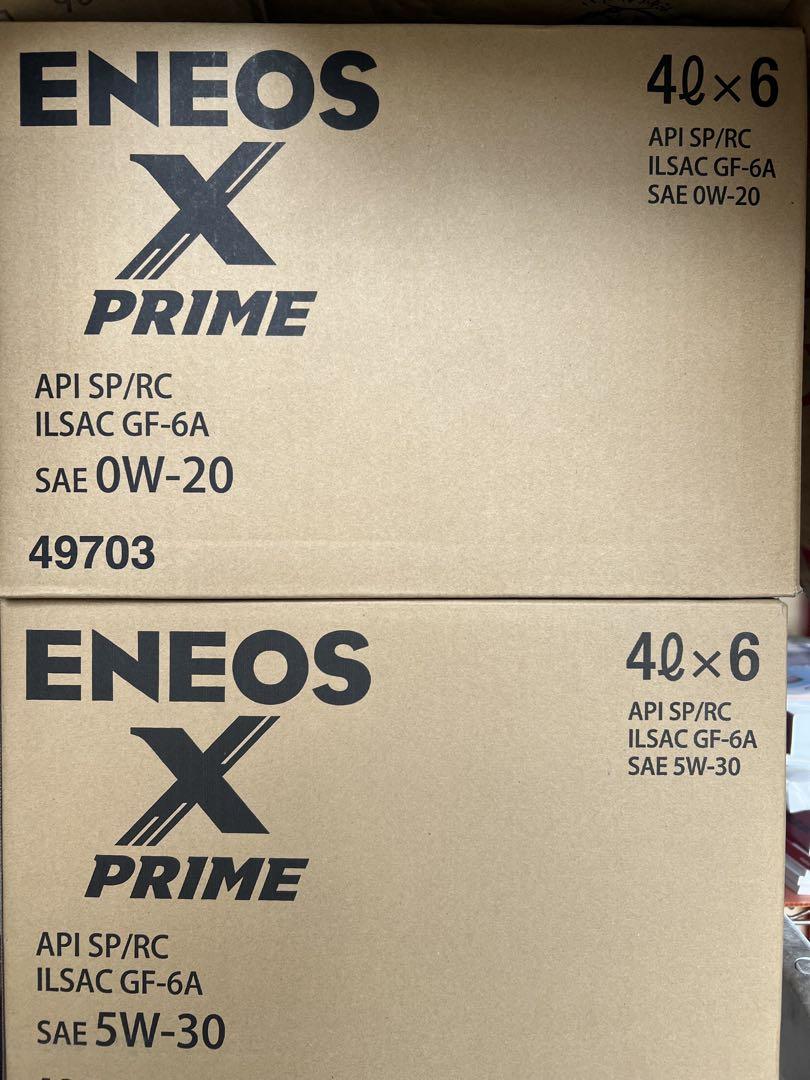 ENEOS
X
PRIME
4ℓ×6
API SP/RC
ILSAC GF-6A
SAE 0W-20
API SP/RC
ILSAC GF-6A
SAE 0W-20
49703
ENEOS
X
PRIME
4ℓ×6
API SP/RC
ILSAC GF-6A
SAE 5W-30
API SP/RC
ILSAC GF-6A
SAE 5W-30